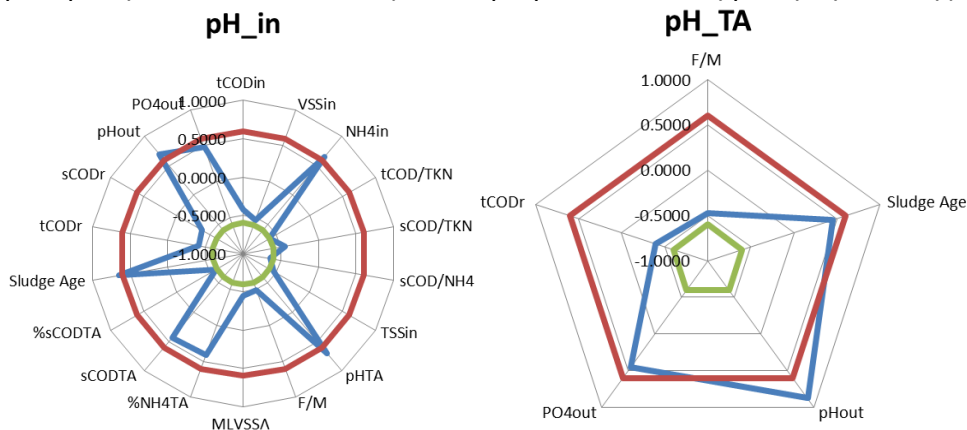 pH_in
tCODin
VSSin
NH4in
tCOD/TKN
sCOD/TKN
sCOD/NH4
TSSin
pHTA
F/M
MLVSSA
%NH4TA
sCODTA
%sCODTA
Sludge Age
tCODr
sCODr
pHout
PO4out
1.0000
0.5000
0.0000
-0.5000
-1.0000
pH_TA
F/M
Sludge Age
pHout
PO4out
tCODr
1.0000
0.5000
0.0000
-0.5000
-1.0000